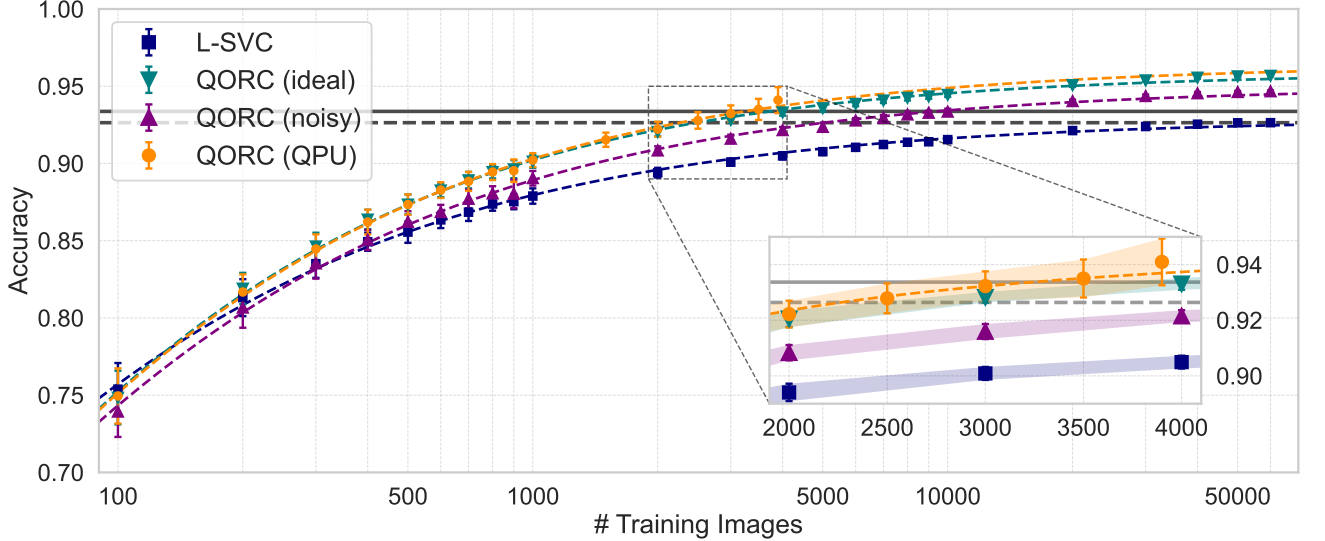 1.00
0.95
0.90
0.85
0.80
0.75
0.70
Accuracy
L-SVC
QORC (ideal)
QORC (noisy)
QORC (QPU)
0.94
0.92
0.90
2000 2500 3000 3500 4000
100 500 1000 5000 10000 50000
# Training Images